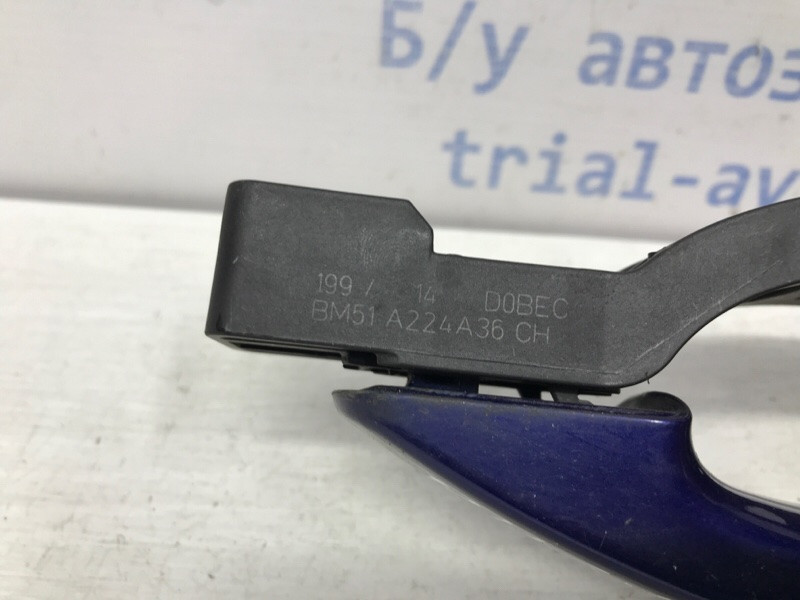 Б/у автоз
trial-av
199 / 14 D0BEC
BM51 A224A36 CH